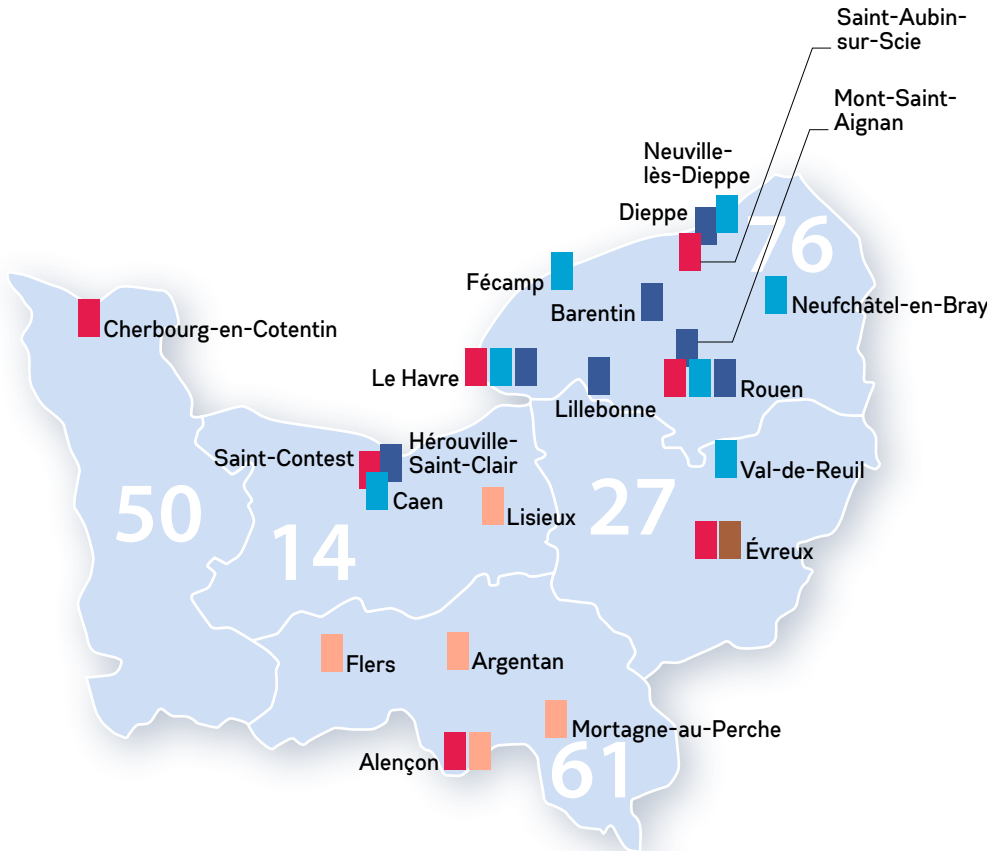 Saint-Aubin-
sur-Scie
Mont-Saint-
Aignan
Neuville-
lès-Dieppe
Dieppe
76
Fécamp
Neufchâtel-en-Bray
Barentin
Cherbourg-en-Cotentin
Le Havre
Rouen
Lillebonne
Hérouville-
Saint-Clair
Saint-Contest
Val-de-Reuil
Caen
Lisieux
50
27
14
Évreux
Flers
Argentan
Mortagne-au-Perche
Alençon
61